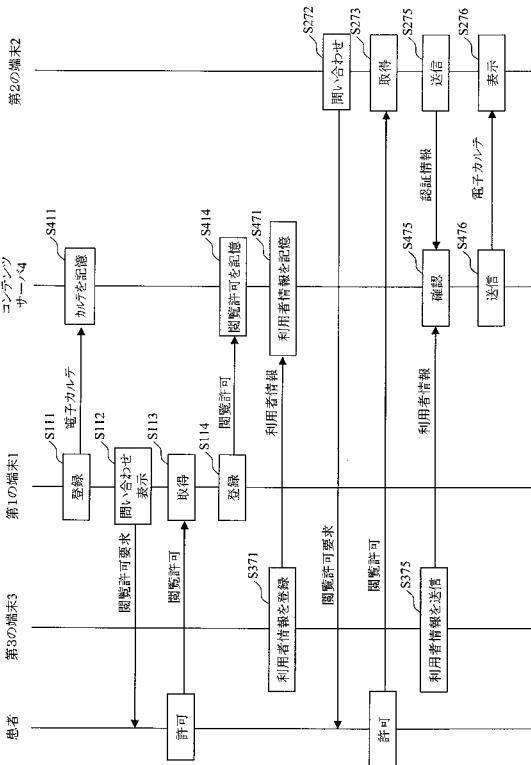 患者
第3の端末3
第1の端末1
コンテンツ
サーバ4
第2の端末2
S111
登録
電子カルテ
S411
カルテを記憶
S112
問い合わせ
表示
閲覧許可要求
許可
閲覧許可
S113
取得
S114
登録
閲覧許可
S414
閲覧許可を記憶
S371
利用者情報を登録
利用者情報
S471
利用者情報を記憶
S272
問い合わせ
閲覧許可要求
許可
閲覧許可
S273
取得
S375
利用者情報を送信
利用者情報
S475
確認
認証情報
S275
送信
S476
送信
電子カルテ
S276
表示